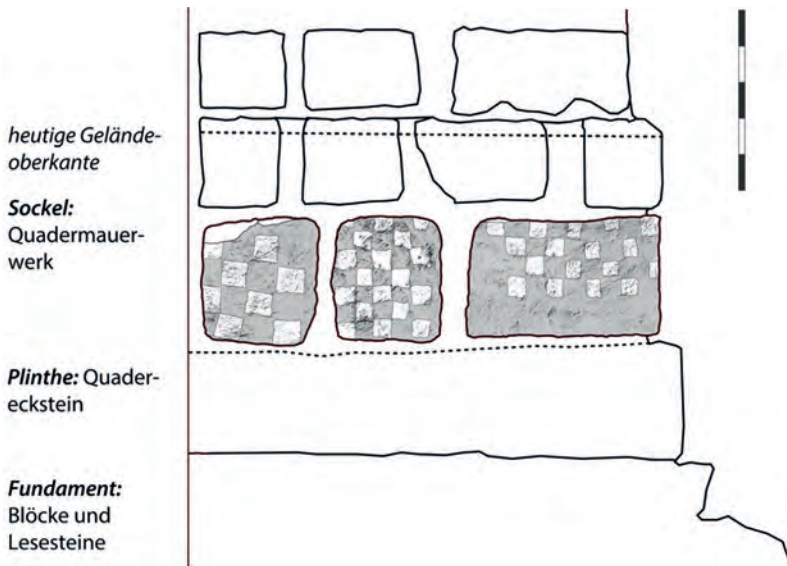 heutige Gelände-
oberkante
Sockel:
Quadermauer-
werk
Plinthe: Quader-
eckstein
Fundament:
Blöcke und
Lesesteine